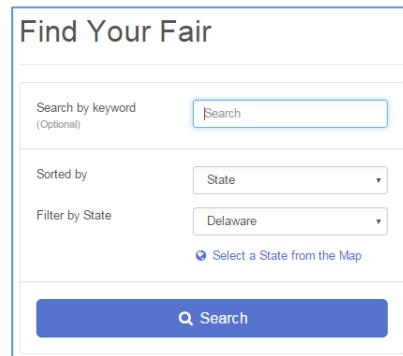 Find Your Fair
Search by keyword
(Optional)
Search
Sorted by
State
Filter by State
Delaware
Select a State from the Map
Search